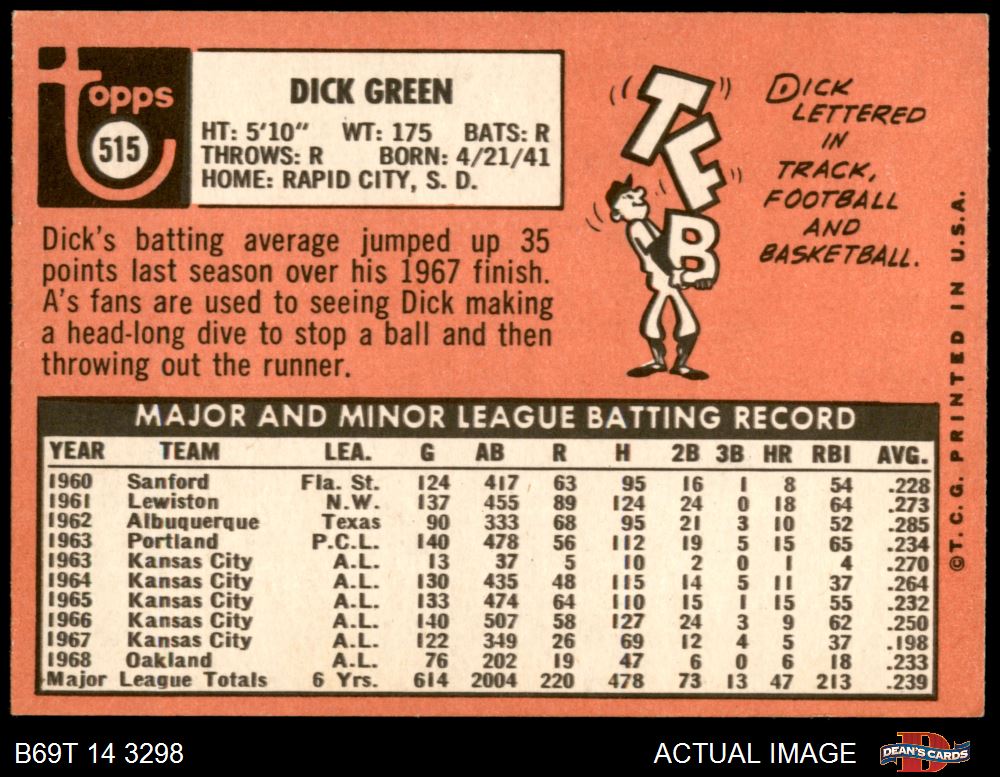 Topps
515
DICK GREEN
HT: 5'10" WT: 175 BATS: R
THROWS: R BORN: 4/21/41
HOME: RAPID CITY, S. D.
Dick's batting average jumped up 35
points last season over his 1967 finish.
A's fans are used to seeing Dick making
a head-long dive to stop a ball and then
throwing out the runner.
T
F
B
DICK
LETTERED
IN
TRACK,
FOOTBALL
AND
BASKETBALL.
©T. C. G. PRINTED IN U.S.A.
MAJOR AND MINOR LEAGUE BATTING RECORD
YEAR TEAM LEA. G AB R H 2B 3B HR RBI AVG.
1960 Sanford Fla. St. 124 417 63 95 16 1 8 54 .228
1961 Lewiston N.W. 137 455 89 124 24 0 18 64 .273
1962 Albuquerque Texas 90 333 68 95 21 3 10 52 .285
1963 Portland P.C.L. 140 478 56 112 19 5 15 65 .234
1963 Kansas City A.L. 13 37 5 10 2 0 1 4 .270
1964 Kansas City A.L. 130 435 48 115 14 5 11 37 .264
1965 Kansas City A.L. 133 474 64 110 15 1 15 55 .232
1966 Kansas City A.L. 140 507 58 127 24 3 9 62 .250
1967 Kansas City A.L. 122 349 26 69 12 4 5 37 .198
1968 Oakland A.L. 76 202 19 47 6 0 6 18 .233
Major League Totals 6 Yrs. 614 2004 220 478 73 13 47 213 .239
B69T 14 3298
ACTUAL IMAGE
DEAN'S CARDS